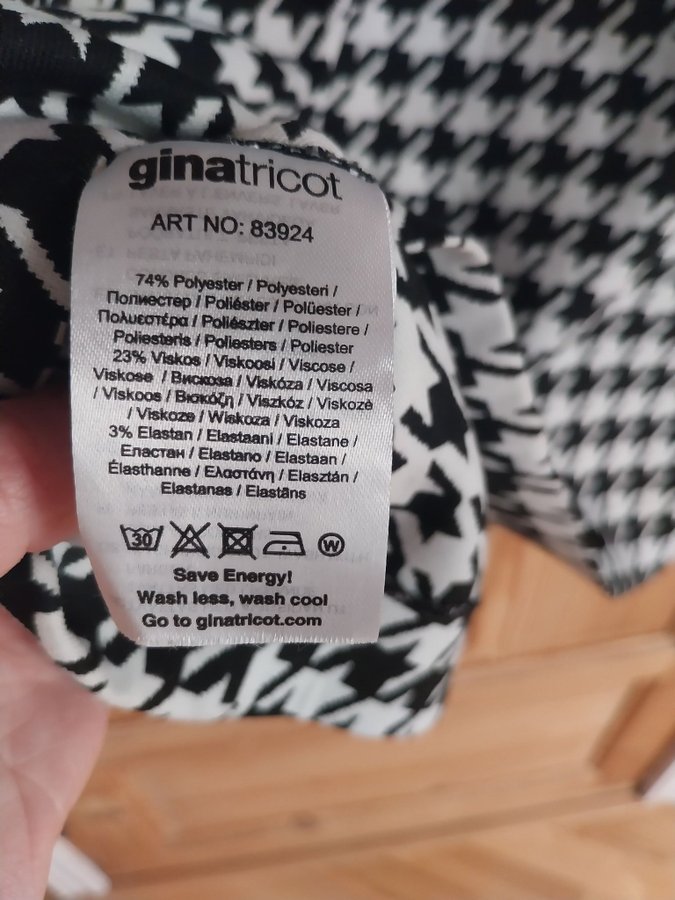 ginatricot
ART NO: 83924
74% Polyester / Polyesteri /
Полиестер / Poliéster / Polüester /
Πολυεστέρα / Poliészter / Poliestere /
Poliesteris / Poliesters / Poliester
23% Viskos / Viskoosi / Viscose /
Viskose / Вискоза / Viskóza / Viscosa
/ Viskoos / Βισκόζη / Viszkóz / Viskozė
/ Viskoze / Wiskoza / Viskoza
3% Elastan / Elastaani / Elastane /
Еластан / Elastano / Elastaan /
Élasthanne / Ελαστάνη / Elasztán /
Elastanas / Elastāns
30 W
Save Energy!
Wash less, wash cool
Go to ginatricot.com